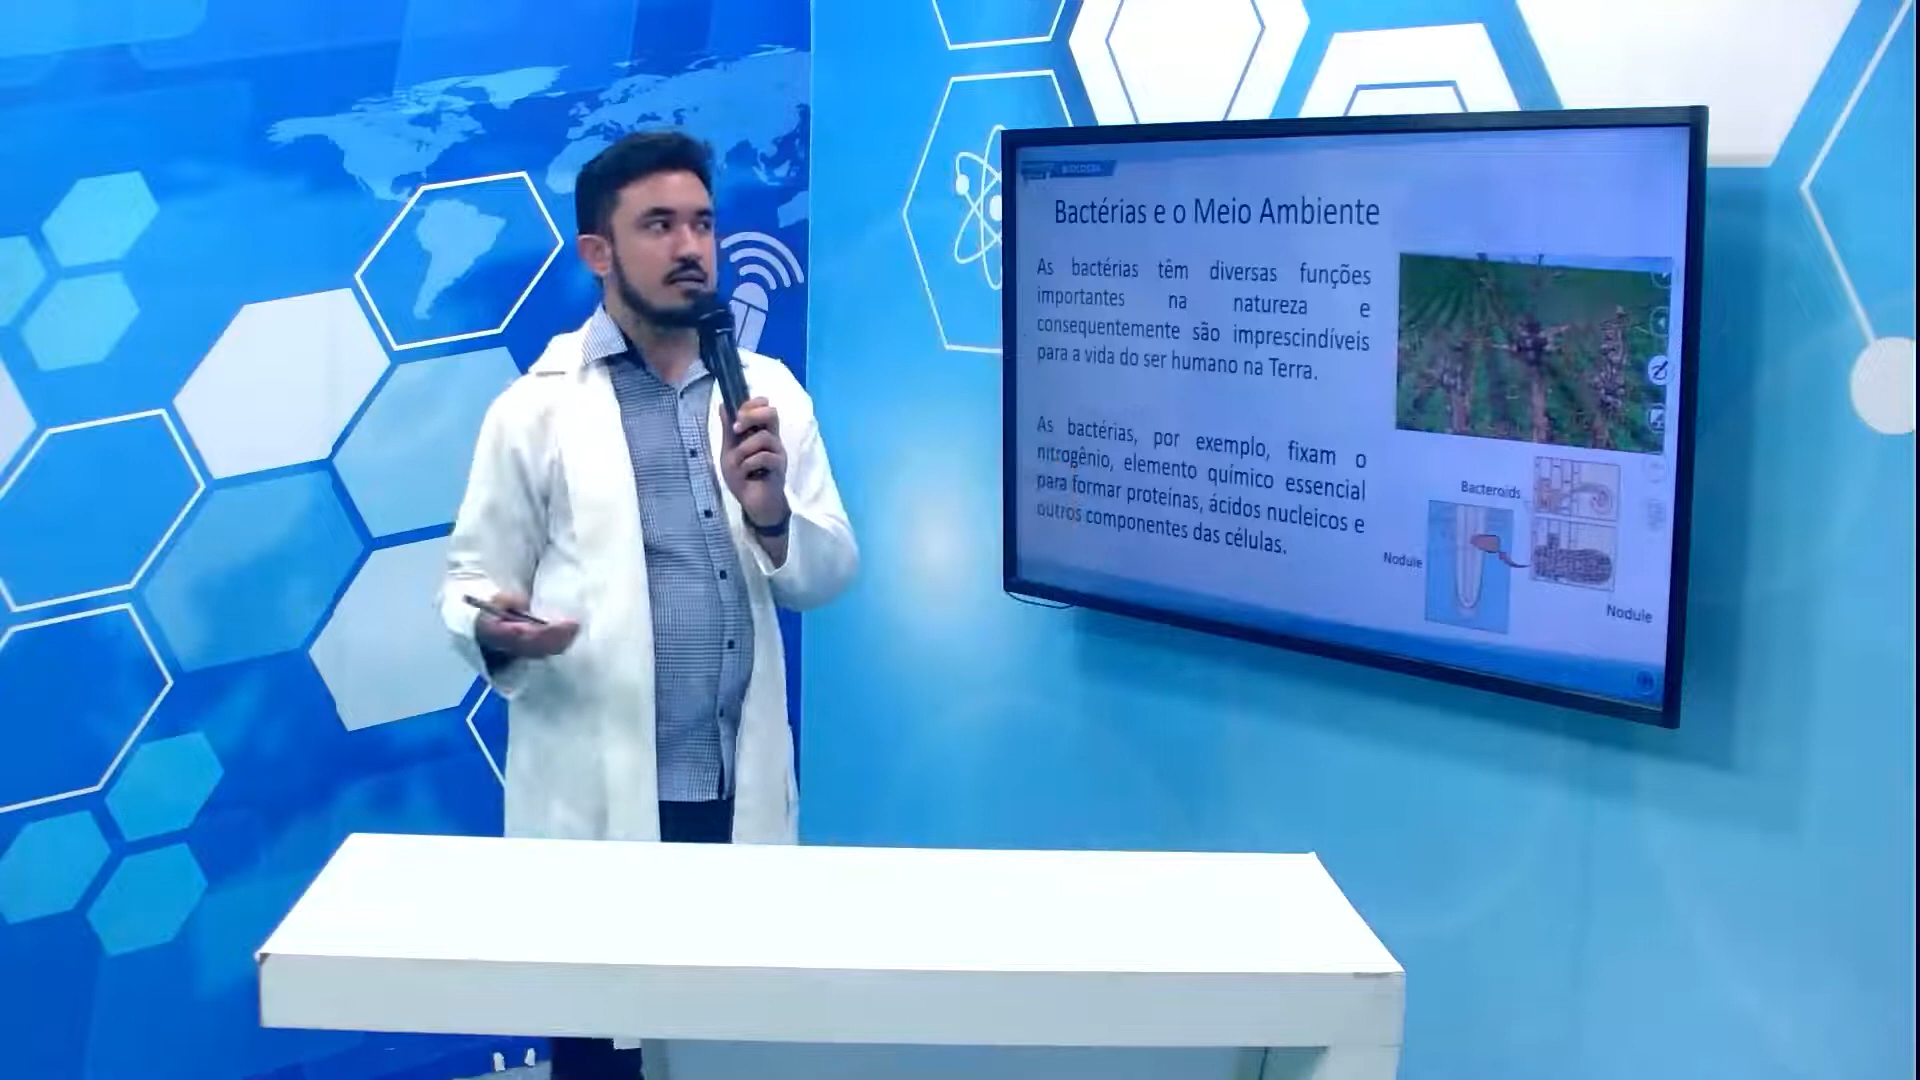 BIOLOGIA
Bactérias e o Meio Ambiente
As bactérias têm diversas funções
importantes na natureza e
consequentemente são imprescindíveis
para a vida do ser humano na Terra.
As bactérias, por exemplo, fixam o
nitrogênio, elemento químico essencial
para formar proteínas, ácidos nucleicos e
outros componentes das células.
Bacteroids
Nodule
Nodule